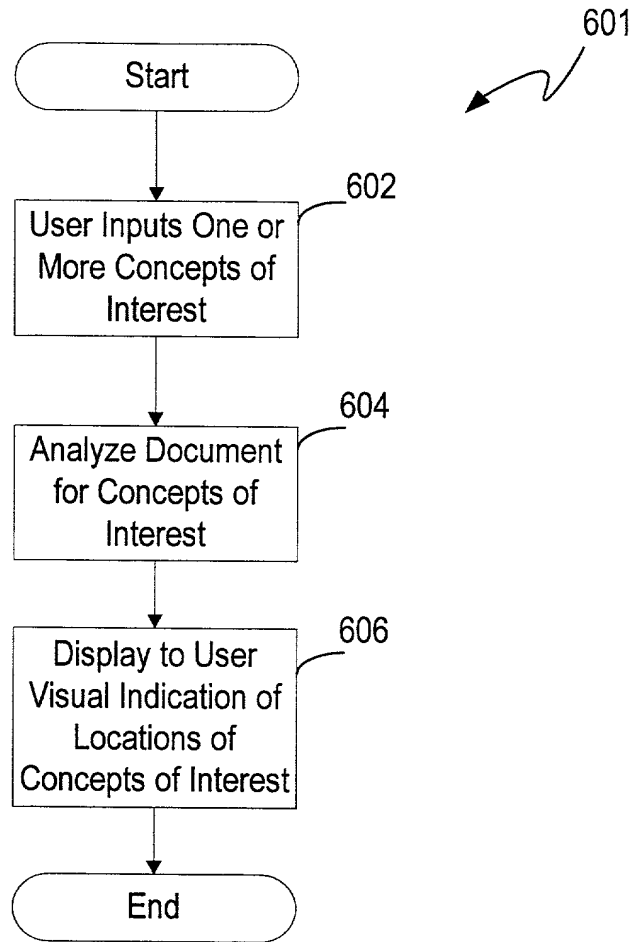 601
Start
602
User Inputs One or
More Concepts of
Interest
604
Analyze Document
for Concepts of
Interest
606
Display to User
Visual Indication of
Locations of
Concepts of Interest
End